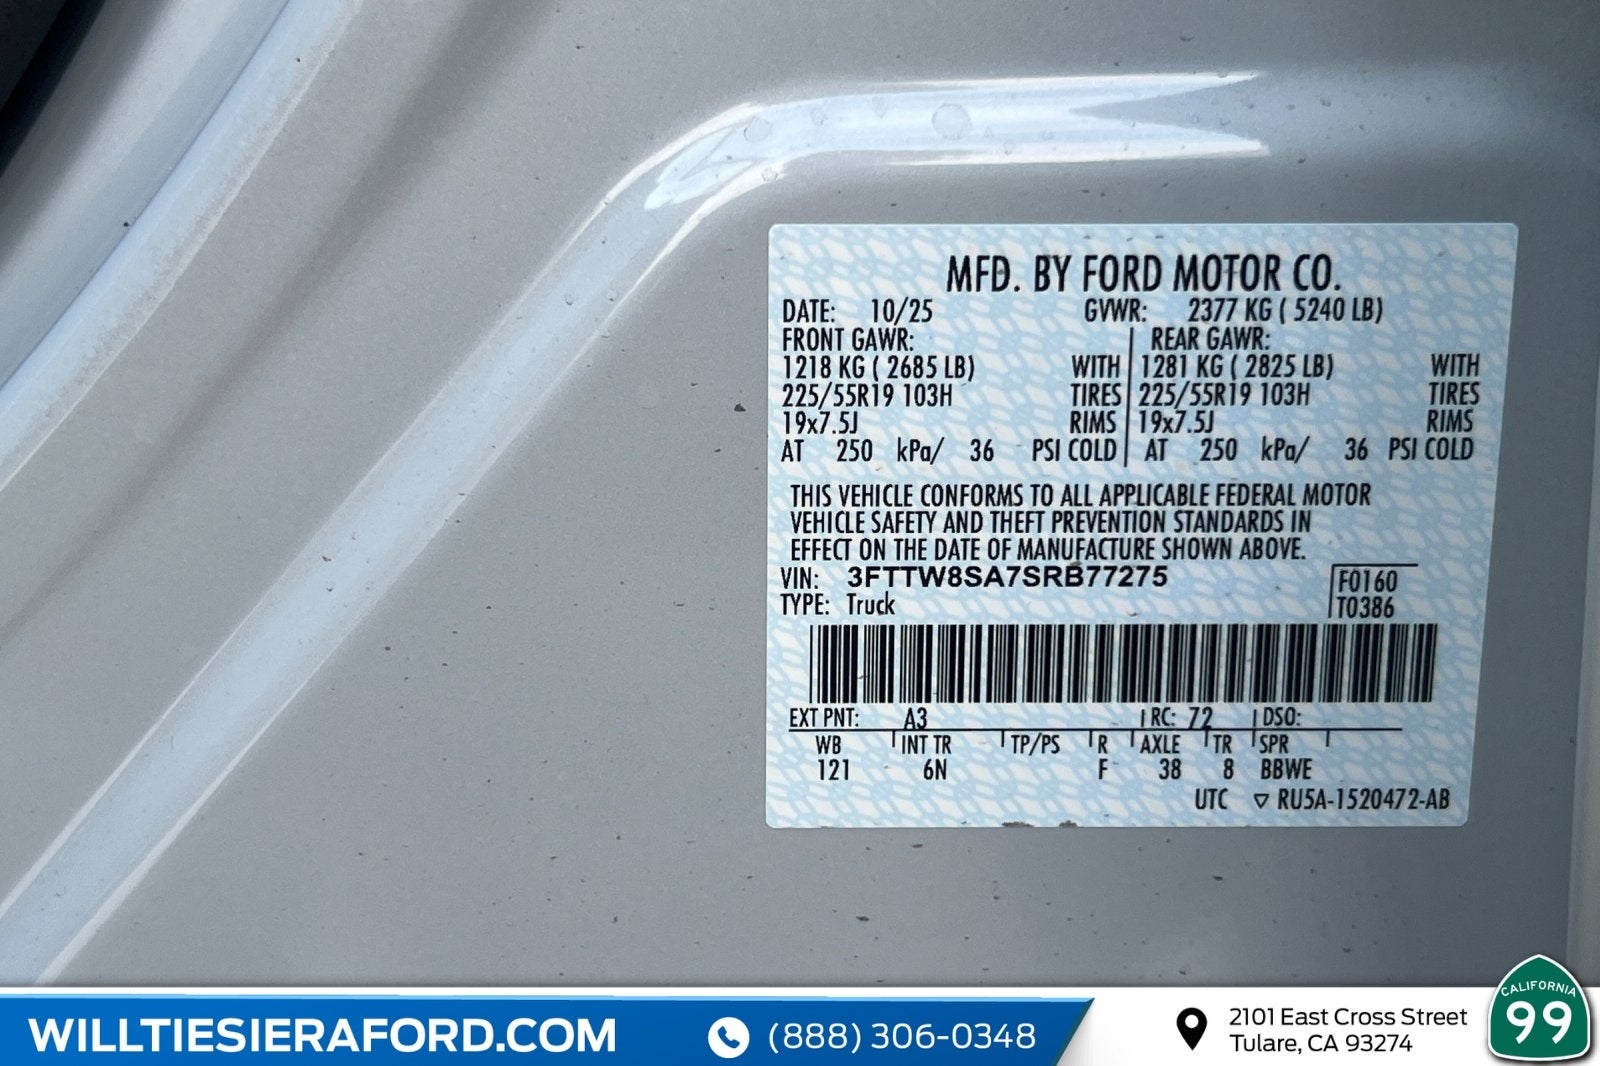 MFD. BY FORD MOTOR CO.
DATE: 10/25 GVWR: 2377 KG ( 5240 LB)
FRONT GAWR: REAR GAWR:
1218 KG ( 2685 LB) WITH 1281 KG ( 2825 LB) WITH
225/55R19 103H TIRES 225/55R19 103H TIRES
19x7.5J RIMS 19x7.5J RIMS
AT 250 kPa/ 36 PSI COLD AT 250 kPa/ 36 PSI COLD
THIS VEHICLE CONFORMS TO ALL APPLICABLE FEDERAL MOTOR
VEHICLE SAFETY AND THEFT PREVENTION STANDARDS IN
EFFECT ON THE DATE OF MANUFACTURE SHOWN ABOVE.
VIN: 3FTTW8SA7SRB77275 F0160
TYPE: Truck T0386
EXT PNT: A3 RC: 72 DSO:
WB INT TR TP/PS R AXLE TR SPR
121 6N F 38 8 BBWE
UTC ▽ RU5A-1520472-AB
WILLTIESIERAFORD.COM
(888) 306-0348
2101 East Cross Street
Tulare, CA 93274
CALIFORNIA
99